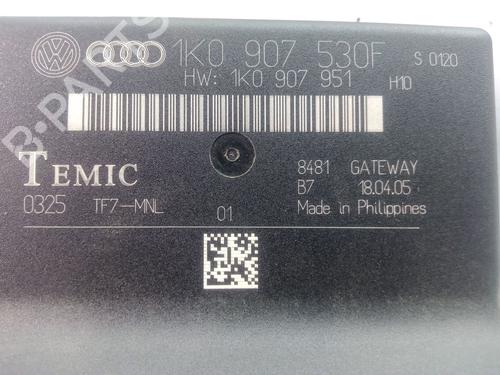 1K0 907 530F S 0120
HW: 1K0 907 951 H10
B-PARTS
TEMIC
8481 GATEWAY
B7 18.04.05
0325 TF7-MNL 01 Made in Philippines